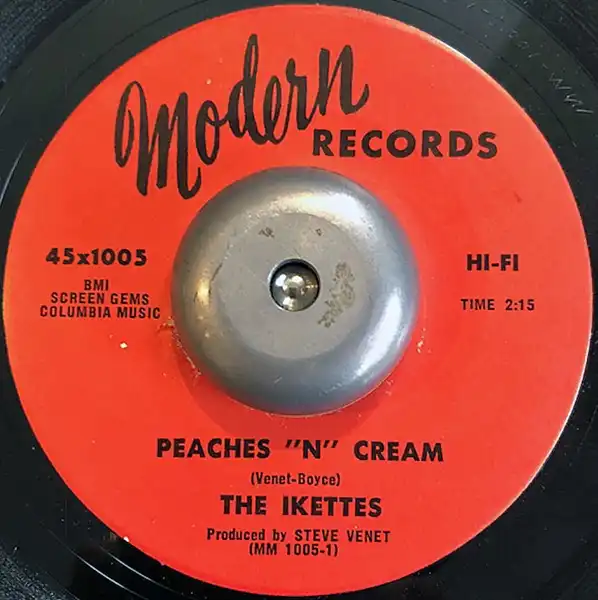 Modern
RECORDS
45x1005
BMI
SCREEN GEMS
COLUMBIA MUSIC
HI-FI
TIME 2:15
PEACHES "N" CREAM
(Venet-Boyce)
THE IKETTES
Produced by STEVE VENET
(MM 1005-1)